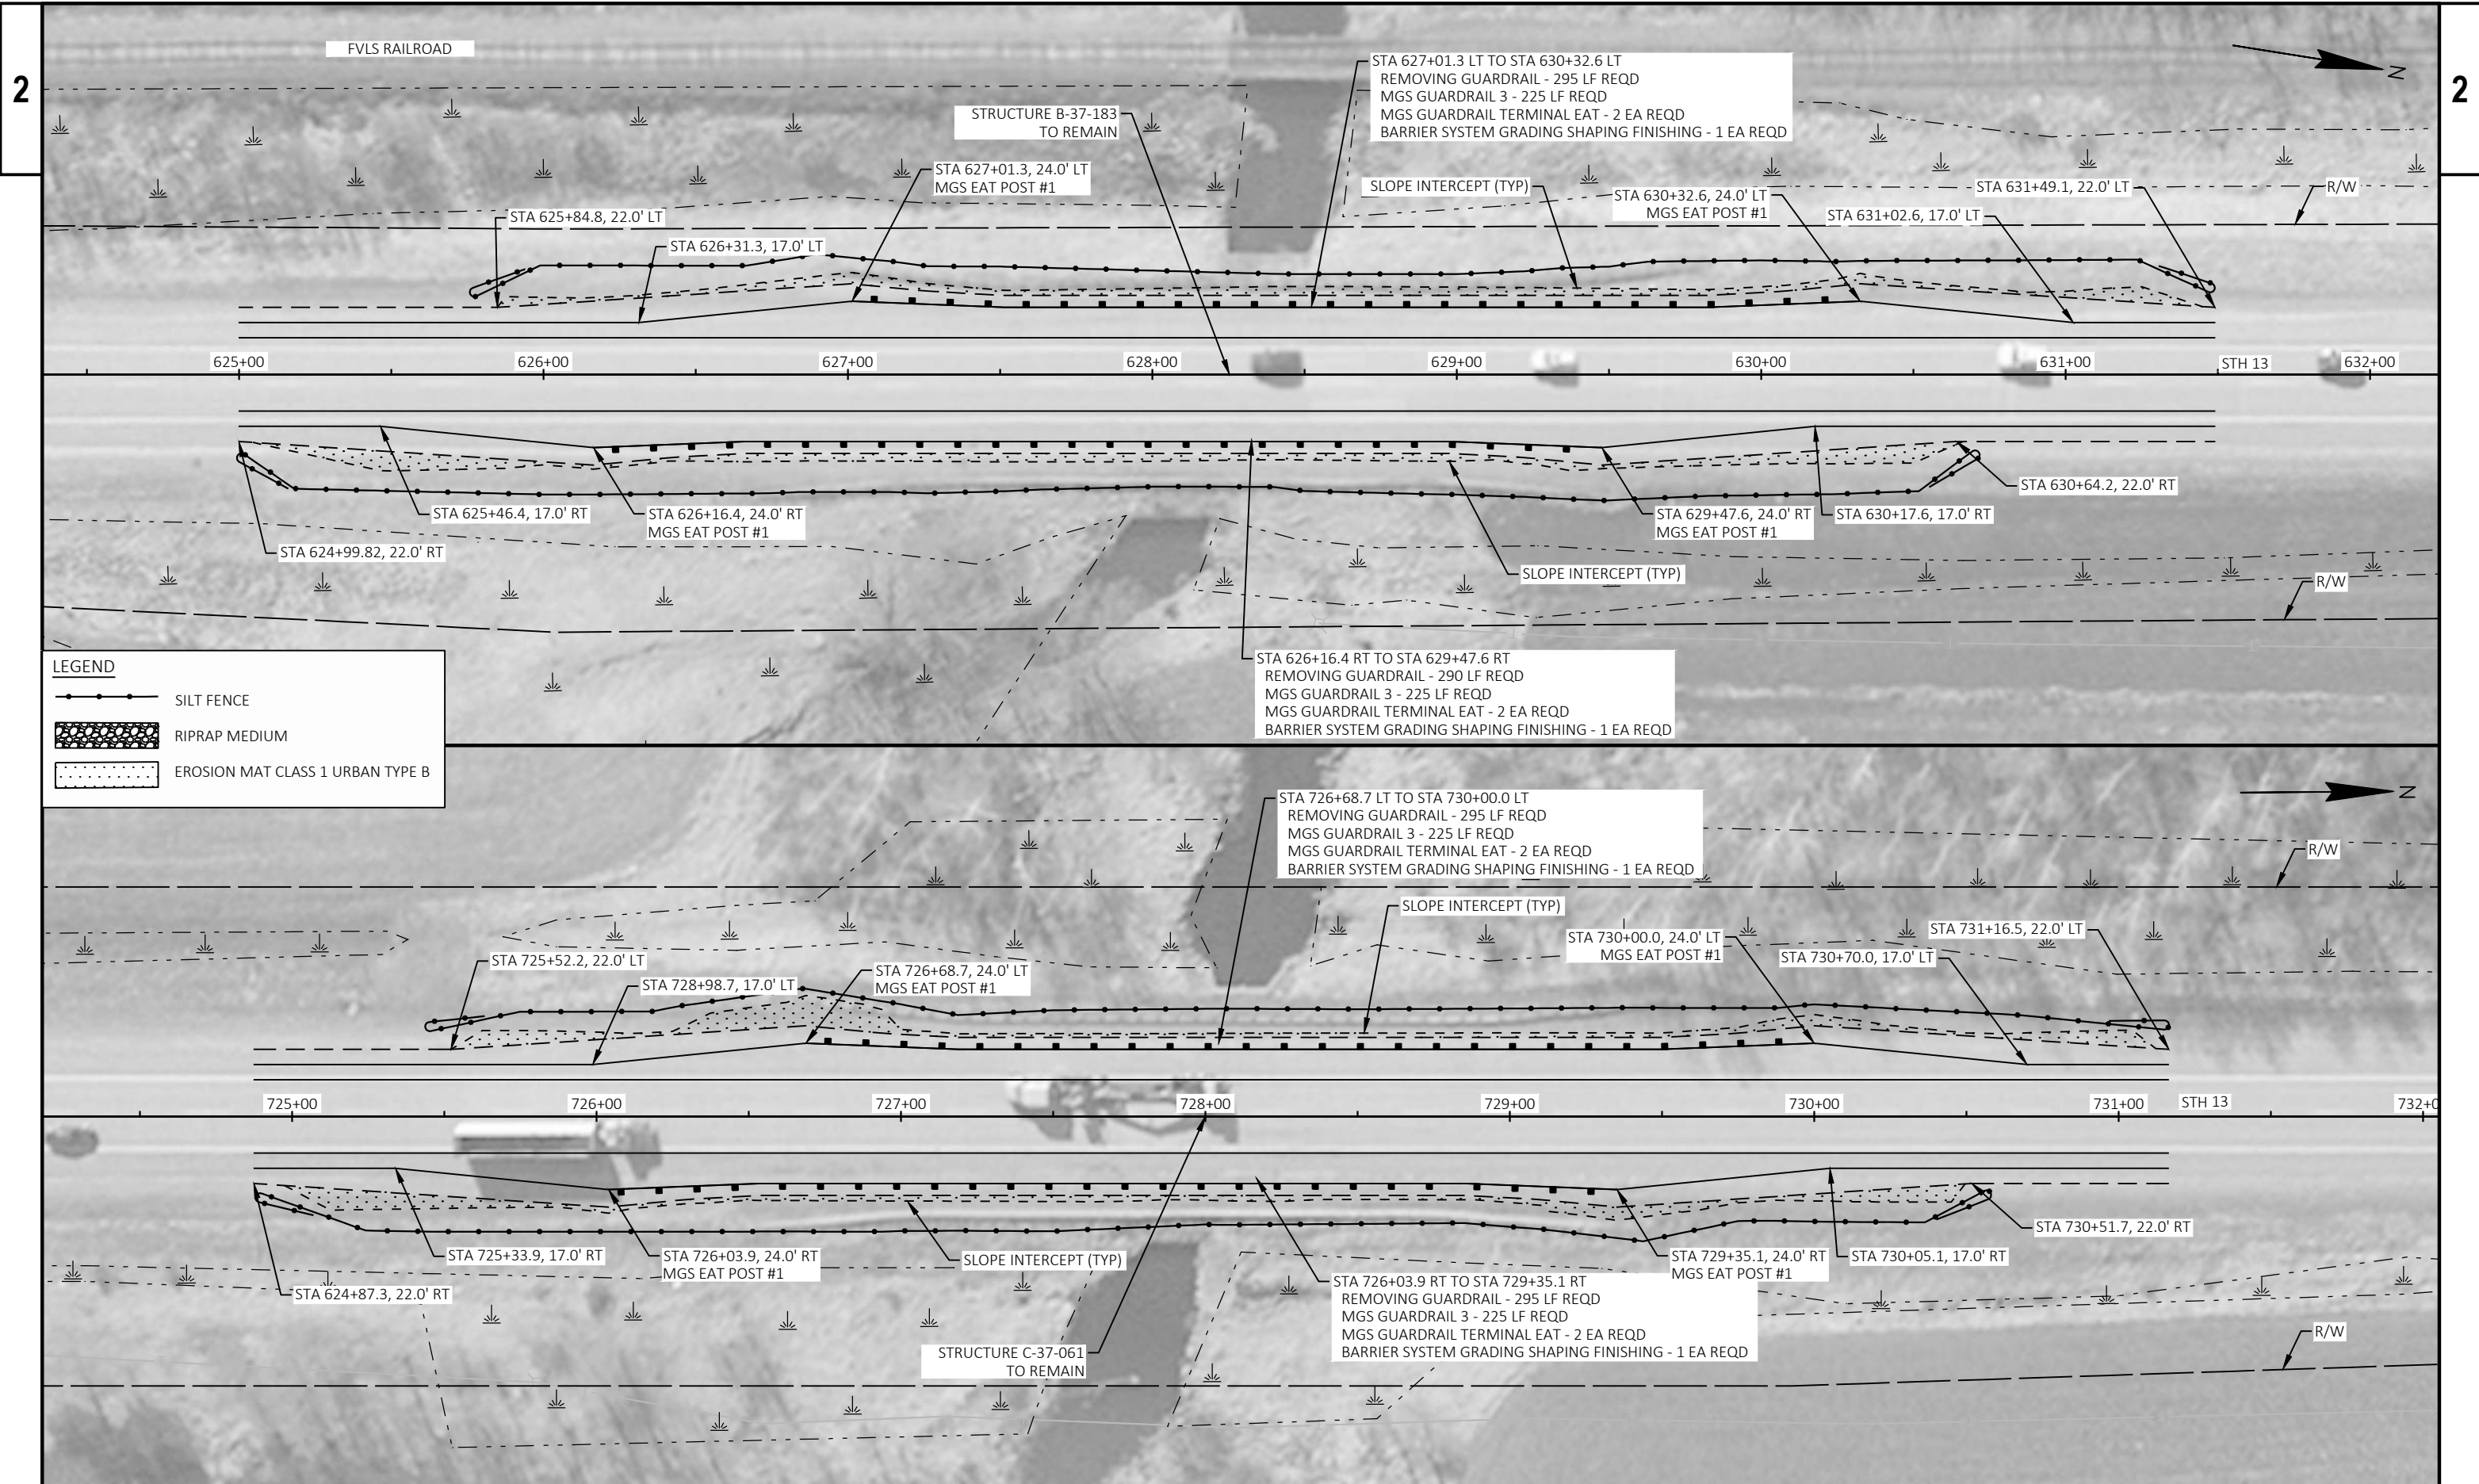 2
2
FVLS RAILROAD
N
STA 627+01.3 LT TO STA 630+32.6 LT
REMOVING GUARDRAIL - 295 LF REQD
MGS GUARDRAIL 3 - 225 LF REQD
MGS GUARDRAIL TERMINAL EAT - 2 EA REQD
BARRIER SYSTEM GRADING SHAPING FINISHING - 1 EA REQD
STRUCTURE B-37-183
TO REMAIN
STA 627+01.3, 24.0' LT
MGS EAT POST #1
SLOPE INTERCEPT (TYP)
STA 630+32.6, 24.0' LT
MGS EAT POST #1
STA 631+49.1, 22.0' LT
R/W
STA 625+84.8, 22.0' LT
STA 631+02.6, 17.0' LT
STA 626+31.3, 17.0' LT
625+00
626+00
627+00
628+00
629+00
630+00
631+00
STH 13
632+00
STA 630+64.2, 22.0' RT
STA 625+46.4, 17.0' RT
STA 626+16.4, 24.0' RT
MGS EAT POST #1
STA 629+47.6, 24.0' RT
MGS EAT POST #1
STA 630+17.6, 17.0' RT
STA 624+99.82, 22.0' RT
SLOPE INTERCEPT (TYP)
R/W
STA 626+16.4 RT TO STA 629+47.6 RT
REMOVING GUARDRAIL - 290 LF REQD
MGS GUARDRAIL 3 - 225 LF REQD
MGS GUARDRAIL TERMINAL EAT - 2 EA REQD
BARRIER SYSTEM GRADING SHAPING FINISHING - 1 EA REQD
LEGEND
SILT FENCE
RIPRAP MEDIUM
EROSION MAT CLASS 1 URBAN TYPE B
N
STA 726+68.7 LT TO STA 730+00.0 LT
REMOVING GUARDRAIL - 295 LF REQD
MGS GUARDRAIL 3 - 225 LF REQD
MGS GUARDRAIL TERMINAL EAT - 2 EA REQD
BARRIER SYSTEM GRADING SHAPING FINISHING - 1 EA REQD
R/W
SLOPE INTERCEPT (TYP)
STA 730+00.0, 24.0' LT
MGS EAT POST #1
STA 731+16.5, 22.0' LT
STA 725+52.2, 22.0' LT
STA 730+70.0, 17.0' LT
STA 726+68.7, 24.0' LT
MGS EAT POST #1
STA 728+98.7, 17.0' LT
725+00
726+00
727+00
728+00
729+00
730+00
731+00
STH 13
732+0
STA 730+51.7, 22.0' RT
STA 725+33.9, 17.0' RT
STA 726+03.9, 24.0' RT
MGS EAT POST #1
SLOPE INTERCEPT (TYP)
STA 729+35.1, 24.0' RT
MGS EAT POST #1
STA 730+05.1, 17.0' RT
STA 624+87.3, 22.0' RT
STA 726+03.9 RT TO STA 729+35.1 RT
REMOVING GUARDRAIL - 295 LF REQD
MGS GUARDRAIL 3 - 225 LF REQD
MGS GUARDRAIL TERMINAL EAT - 2 EA REQD
BARRIER SYSTEM GRADING SHAPING FINISHING - 1 EA REQD
R/W
STRUCTURE C-37-061
TO REMAIN